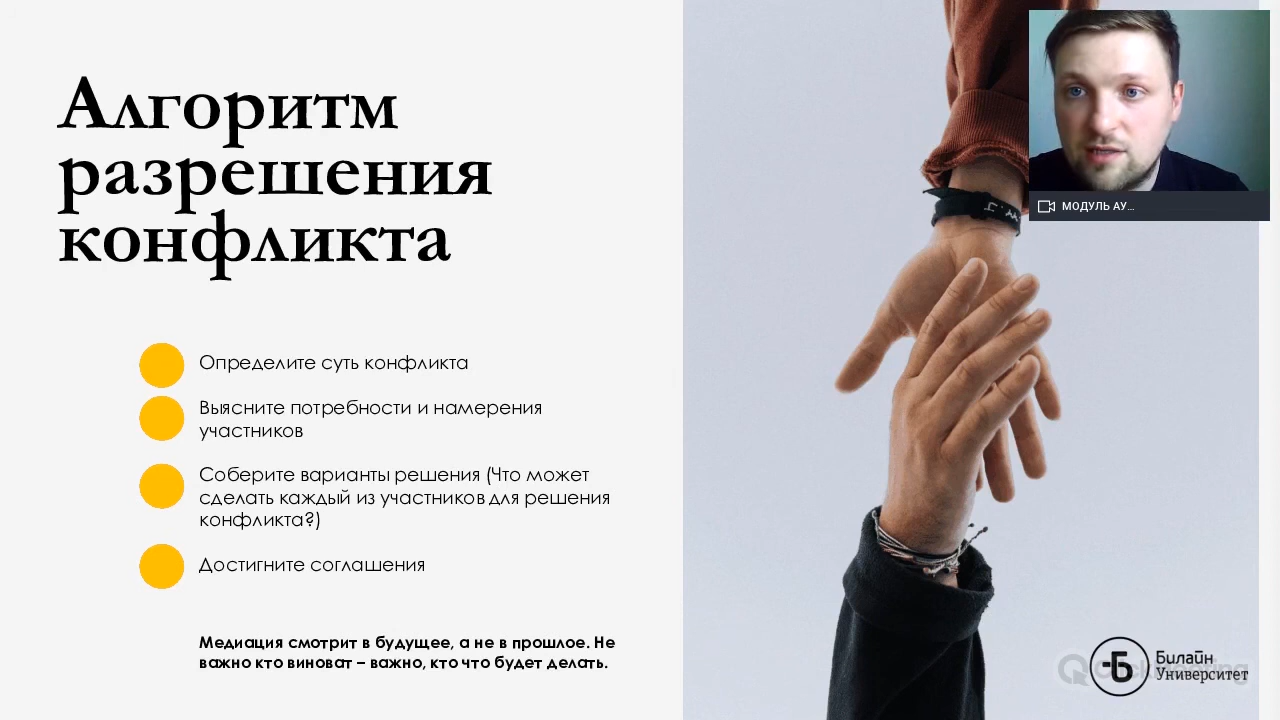 Алгоритм
разрешения
конфликта
МОДУЛЬ АУ...
Определите суть конфликта
Выясните потребности и намерения
участников
Соберите варианты решения (Что может
сделать каждый из участников для решения
конфликта?)
Достигните соглашения
Медиация смотрит в будущее, а не в прошлое. Не
важно кто виноват – важно, кто что будет делать.
-Б
Билайн
Университет